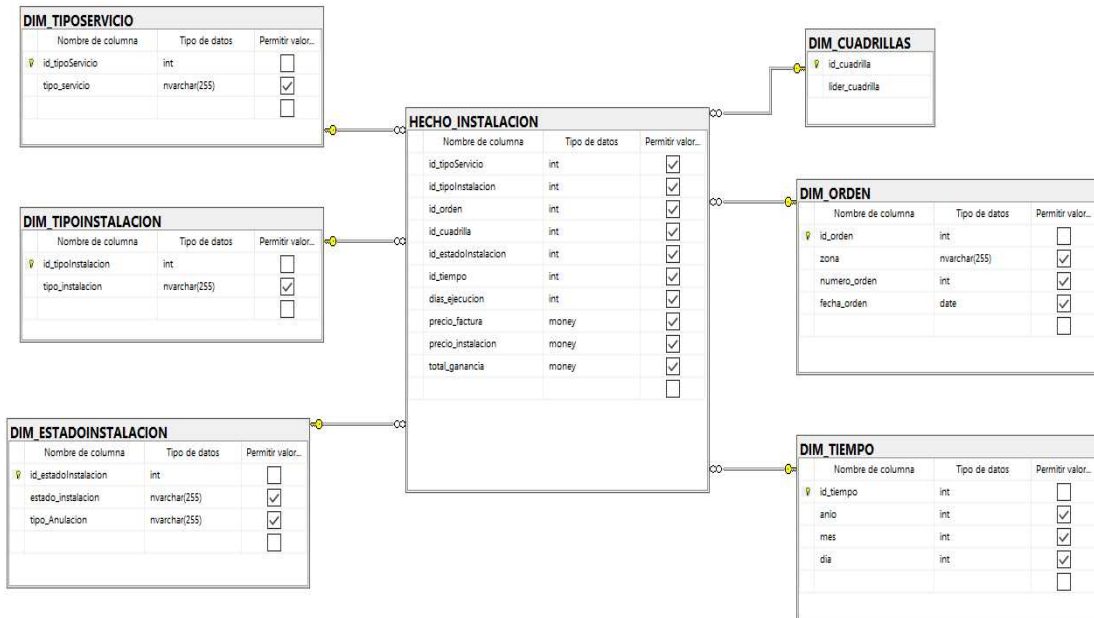 DIM_TIPOSERVICIO
Nombre de columna Tipo de datos Permitir valor...
id_tipoServicio int
tipo_servicio nvarchar(255)
DIM_TIPOINSTALACION
Nombre de columna Tipo de datos Permitir valor...
id_tipoInstalacion int
tipo_instalacion nvarchar(255)
DIM_ESTADOINSTALACION
Nombre de columna Tipo de datos Permitir valor...
id_estadoInstalacion int
estado_instalacion nvarchar(255)
tipo_Anulacion nvarchar(255)
HECHO_INSTALACION
Nombre de columna Tipo de datos Permitir valor...
id_tipoServicio int
id_tipoInstalacion int
id_orden int
id_cuadrilla int
id_estadoInstalacion int
id_tiempo int
dias_ejecucion int
precio_factura money
precio_instalacion money
total_ganancia money
DIM_CUADRILLAS
id_cuadrilla
lider_cuadrilla
DIM_ORDEN
Nombre de columna Tipo de datos Permitir valor...
id_orden int
zona nvarchar(255)
numero_orden int
fecha_orden date
DIM_TIEMPO
Nombre de columna Tipo de datos Permitir valor...
id_tiempo int
anio int
mes int
dia int